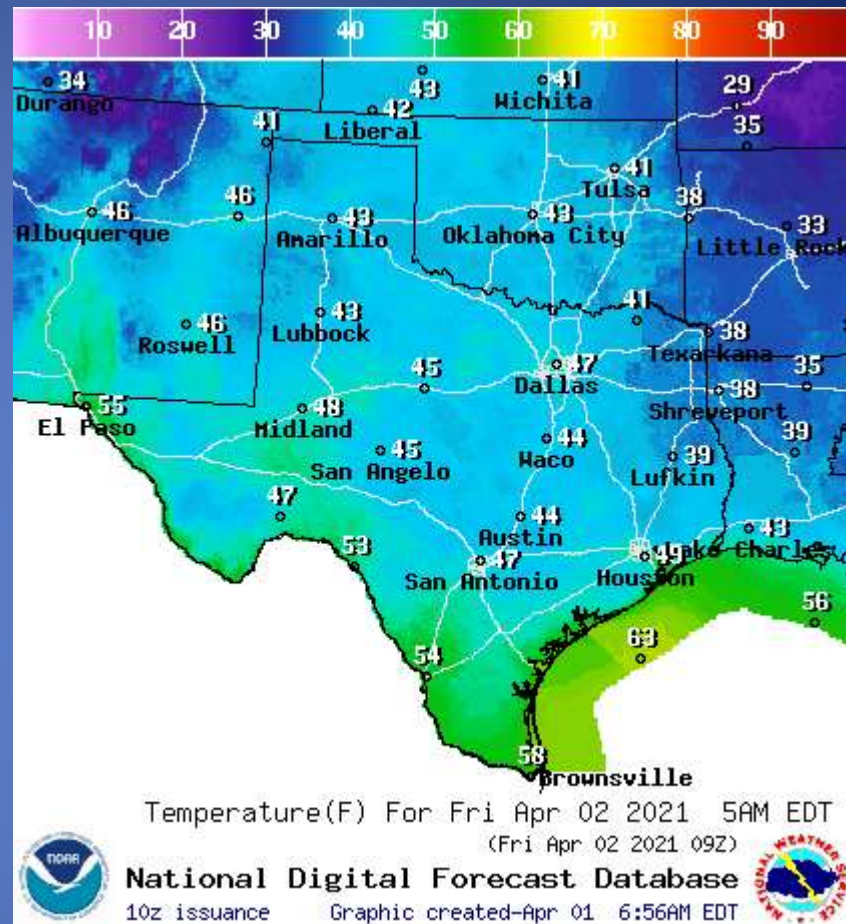 10 20 30 40 50 60 70 80 90
34
Durango
43
41
Wichita
42
Liberal
29
41
35
41
Tulsa
46
Albuquerque
46
43
Amarillo
43
Oklahoma City
38
33
Little Rock
46
Roswell
43
Lubbock
41
38
Texarkana
47
Dallas
45
35
38
Shreveport
55
El Paso
48
Midland
45
San Angelo
44
Waco
39
Lufkin
39
47
44
Austin
43
Lake Charles
53
47
San Antonio
49
Houston
56
54
63
58
Brownsville
Temperature(F) For Fri Apr 02 2021 5AM EDT
(Fri Apr 02 2021 09Z)
NOAA
National Digital Forecast Database
10z issuance Graphic created-Apr 01 6:56AM EDT
NATIONAL WEATHER SERVICE